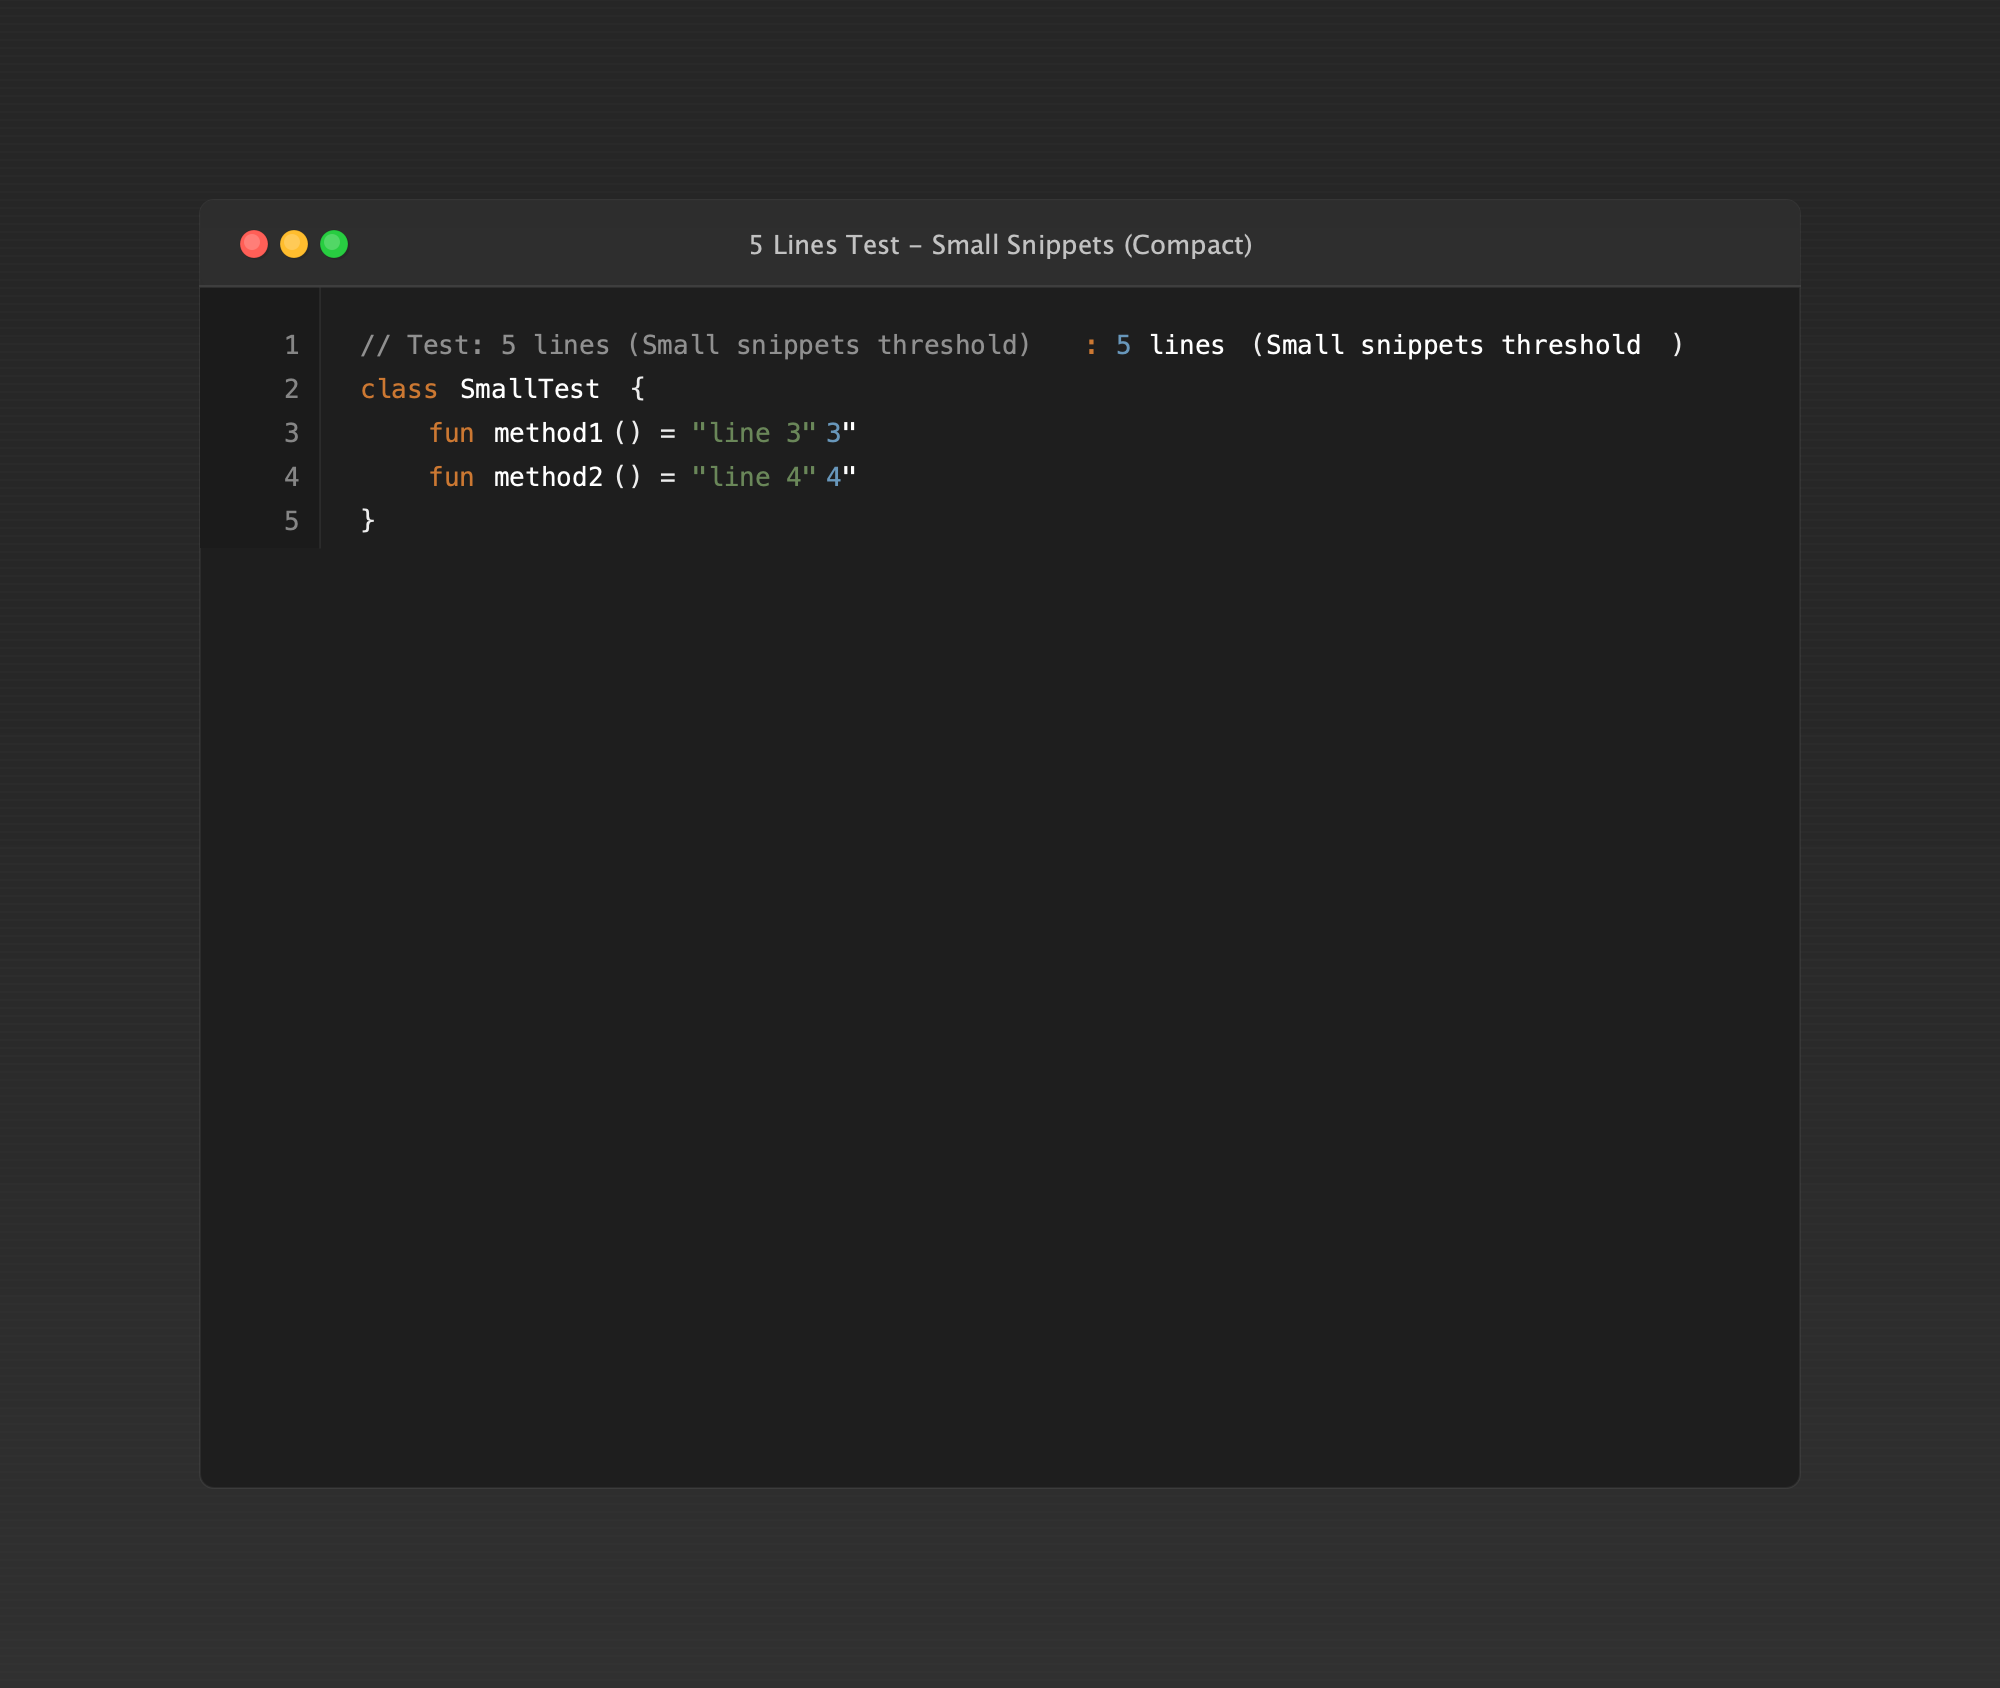 5 Lines Test – Small Snippets (Compact)
1 // Test: 5 lines (Small snippets threshold) : 5 lines (Small snippets threshold )
2 class SmallTest {
3 fun method1 () = "line 3" 3"
4 fun method2 () = "line 4" 4"
5 }